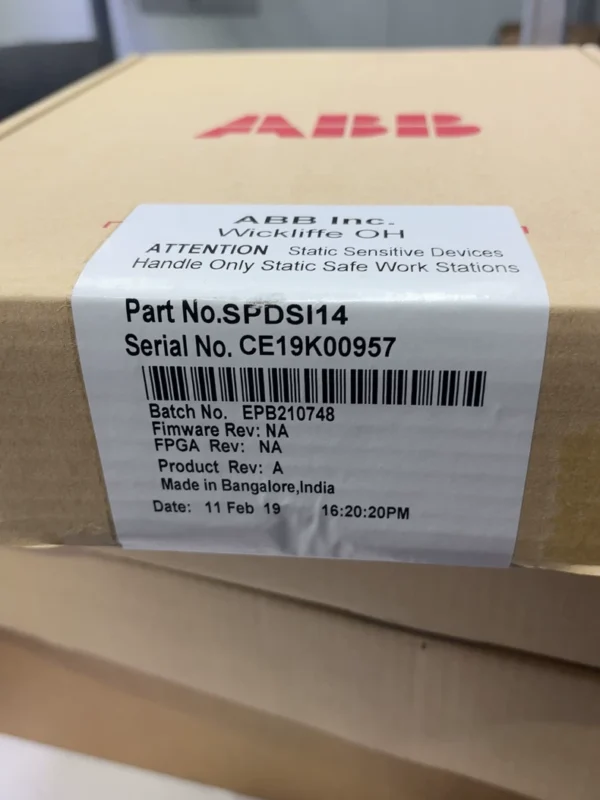 ABB
ABB Inc.
Wickliffe OH
ATTENTION Static Sensitive Devices
Handle Only Static Safe Work Stations
Part No.SPDSI14
Serial No. CE19K00957
Batch No. EPB210748
Fimware Rev: NA
FPGA Rev: NA
Product Rev: A
Made in Bangalore,India
Date: 11 Feb 19 16:20:20PM